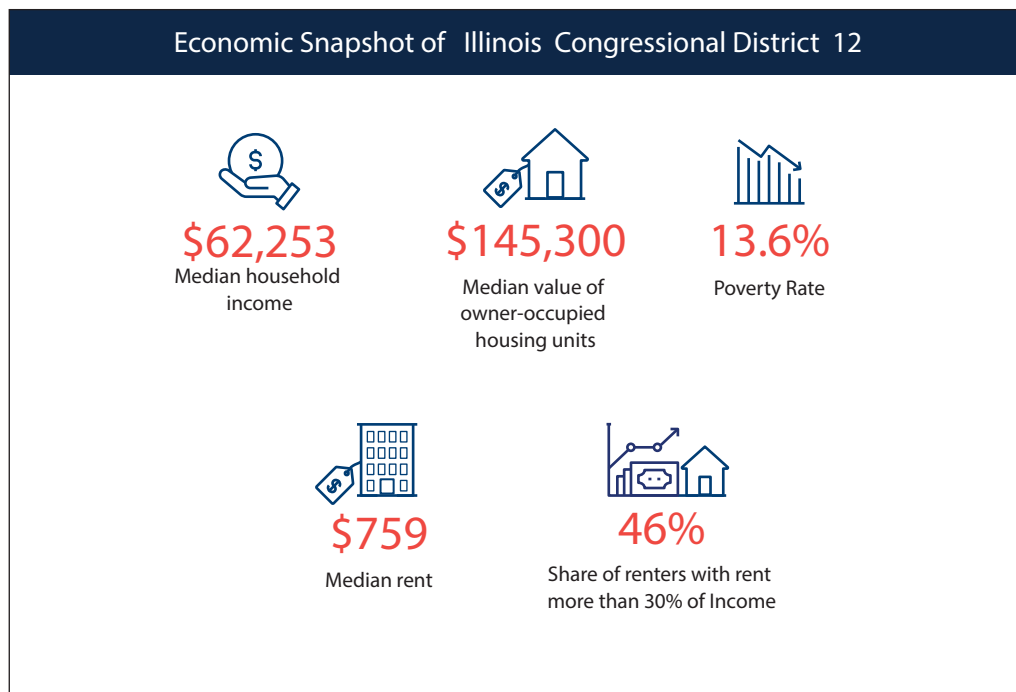 Economic Snapshot of Illinois Congressional District 12
$
$62,253
Median household
income
$
$145,300
Median value of
owner-occupied
housing units
13.6%
Poverty Rate
$
$759
Median rent
46%
Share of renters with rent
more than 30% of Income